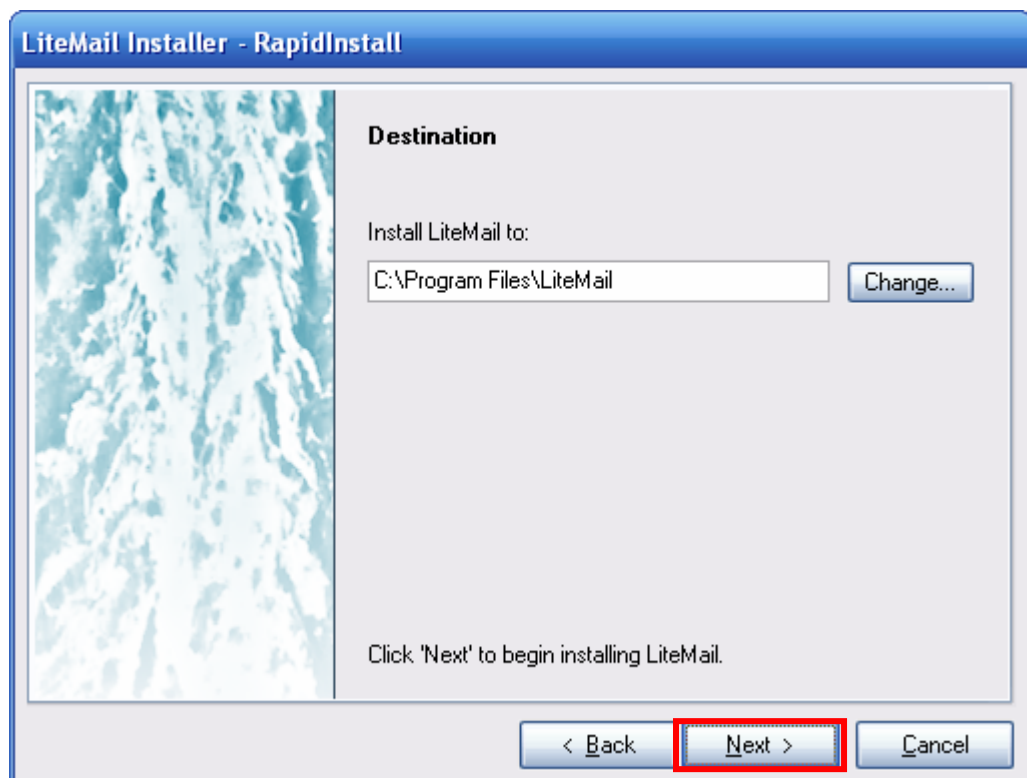 LiteMail Installer - RapidInstall
Destination
Install LiteMail to:
C:\Program Files\LiteMail
Change...
Click 'Next' to begin installing LiteMail.
< Back
Next >
Cancel